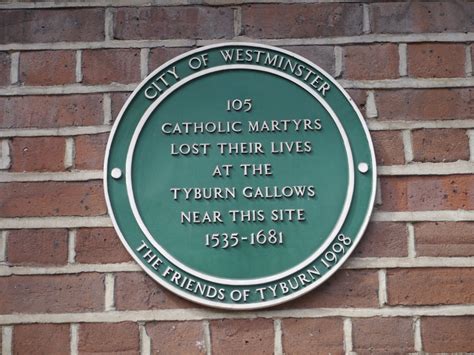 CITY OF WESTMINSTER
105
CATHOLIC MARTYRS
LOST THEIR LIVES
AT THE
TYBURN GALLOWS
NEAR THIS SITE
1535-1681
THE FRIENDS OF TYBURN 1998